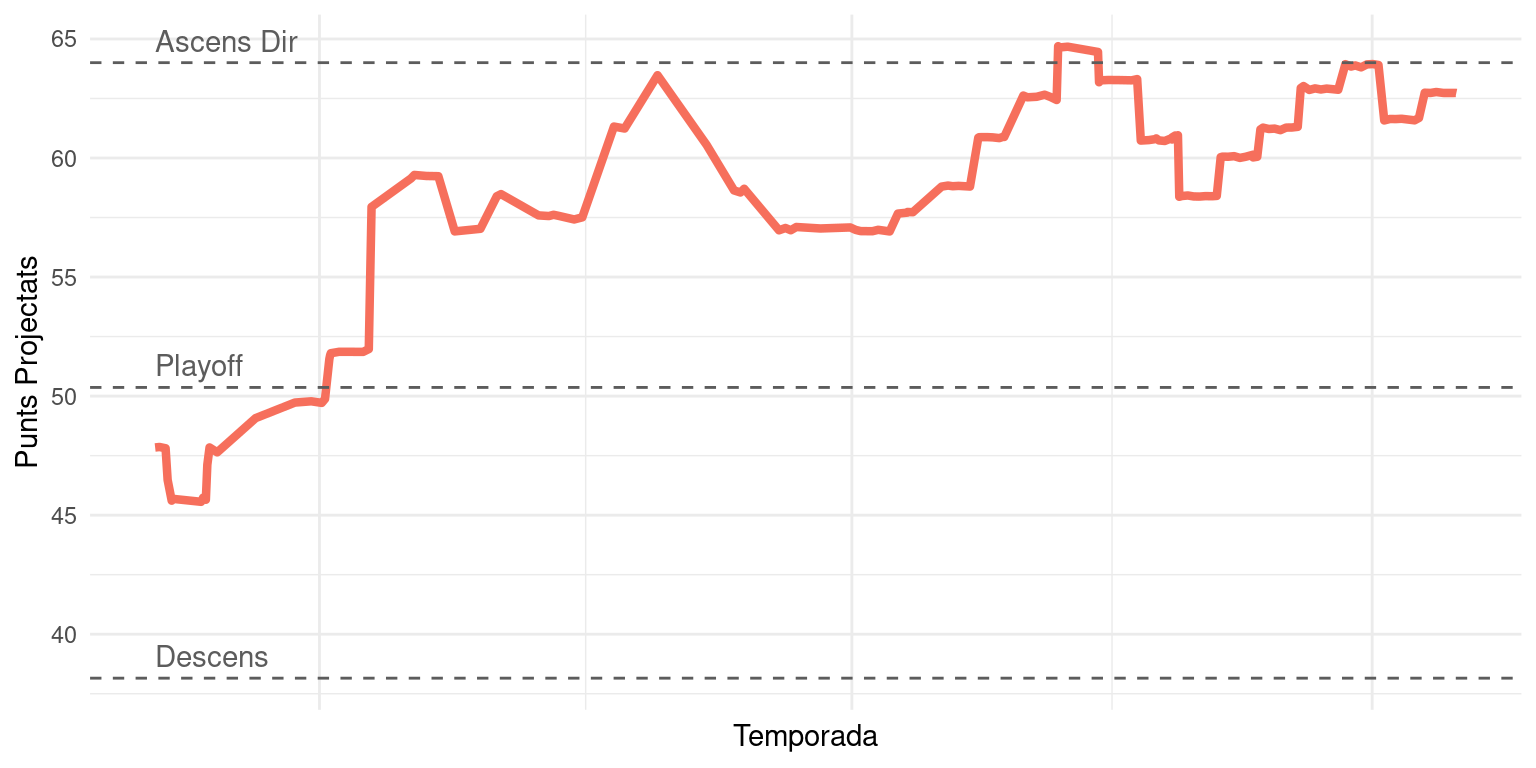 65
Ascens Dir
60
55
Punts Projectats
Playoff
50
45
40
Descens
Temporada